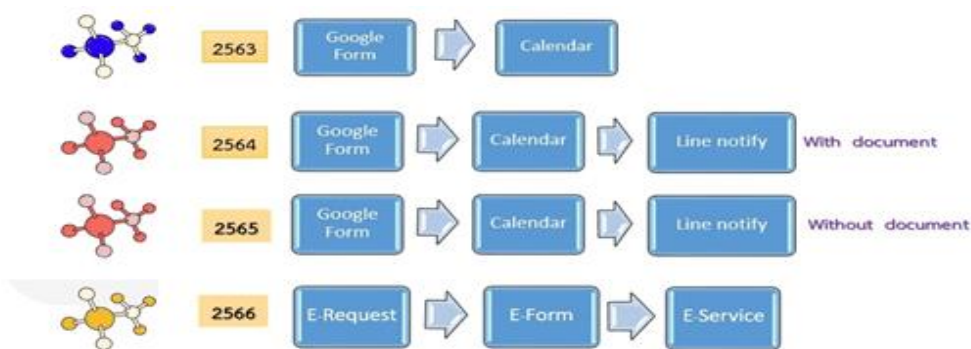 2563
Google
Form
Calendar
2564
Google
Form
Calendar
Line notify
With document
2565
Google
Form
Calendar
Line notify
Without document
2566
E-Request
E-Form
E-Service